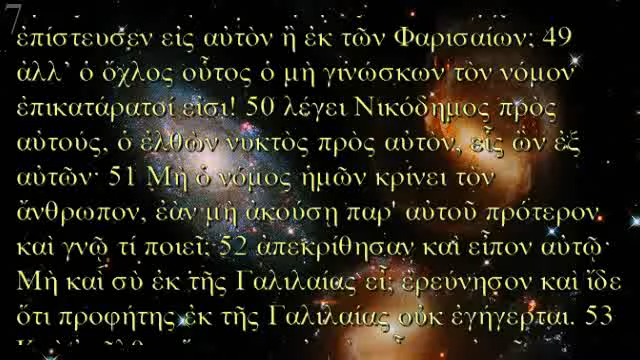 7
ἐπίστευσεν εἰς αὐτὸν ἢ ἐκ τῶν Φαρισαίων; 49
ἀλλ’ ὁ ὄχλος οὗτος ὁ μὴ γινώσκων τὸν νόμον
ἐπικατάρατοί εἰσι! 50 λέγει Νικόδημος πρὸς
αὐτούς, ὁ ἐλθὼν νυκτὸς πρὸς αὐτον, εἷς ὢν ἐξ
αὐτῶν· 51 Μὴ ὁ νόμος ἡμῶν κρίνει τὸν
ἄνθρωπον, ἐὰν μὴ ἀκούσῃ παρ' αὐτοῦ πρότερον
καὶ γνῷ τί ποιεῖ; 52 ἀπεκρίθησαν καὶ εἶπον αὐτῷ·
Μὴ καὶ σὺ ἐκ τῆς Γαλιλαίας εἶ; ἐρεύνησον καὶ ἴδε
ὅτι προφήτης ἐκ τῆς Γαλιλαίας οὐκ ἐγήγερται. 53